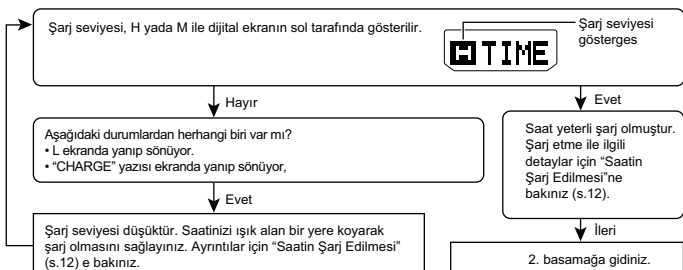 Şarj seviyesi, H yada M ile dijital ekranın sol tarafında gösterilir.
H TIME
Şarj seviyesi
gösterges
Hayır
Evet
Aşağıdaki durumlardan herhangi biri var mı?
• L ekranda yanıp sönüyor.
• “CHARGE” yazısı ekranda yanıp sönüyor,
Saat yeterli şarj olmuştur.
Şarj etme ile ilgili
detaylar için “Saatin
Şarj Edilmesi”ne
bakınız (s.12).
Evet
İleri
Şarj seviyesi düşüktür. Saatinizi ışık alan bir yere koyarak
şarj olmasını sağlayınız. Ayrıntılar için “Saatin Şarj Edilmesi”
(s.12) e bakınız.
2. basamağa gidiniz.